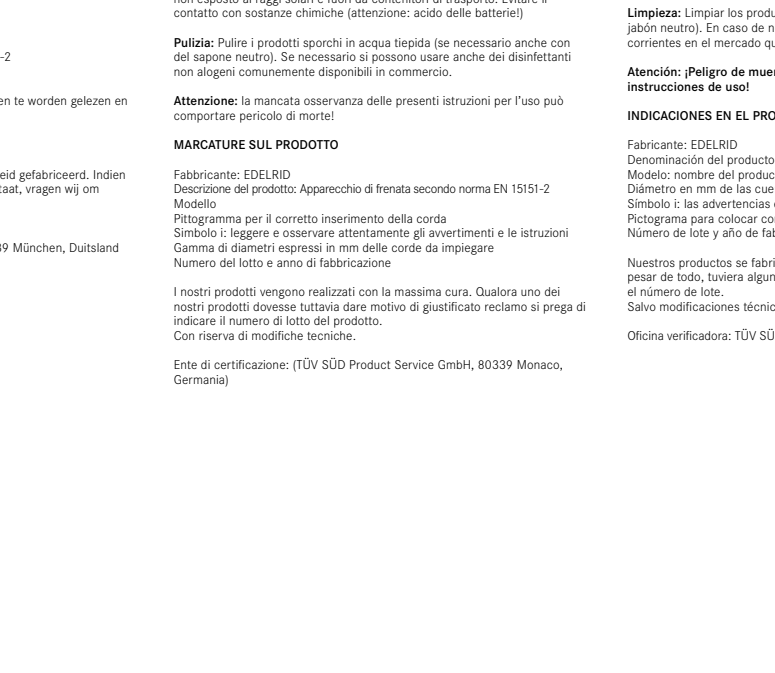 -2
en te worden gelezen en
eid gefabriceerd. Indien
taat, vragen wij om
39 München, Duitsland
contatto con sostanze chimiche (attenzione: acido delle batterie!)
Pulizia: Pulire i prodotti sporchi in acqua tiepida (se necessario anche con
del sapone neutro). Se necessario si possono usare anche dei disinfettanti
non alogeni comunemente disponibili in commercio.
Attenzione: la mancata osservanza delle presenti istruzioni per l'uso può
comportare pericolo di morte!
MARCATURE SUL PRODOTTO
Fabbricante: EDELRID
Descrizione del prodotto: Apparecchio di frenata secondo norma EN 15151-2
Modello
Pittogramma per il corretto inserimento della corda
Simbolo i: leggere e osservare attentamente gli avvertimenti e le istruzioni
Gamma di diametri espressi in mm delle corde da impiegare
Numero del lotto e anno di fabbricazione
I nostri prodotti vengono realizzati con la massima cura. Qualora uno dei
nostri prodotti dovesse tuttavia dare motivo di giustificato reclamo si prega di
indicare il numero di lotto del prodotto.
Con riserva di modifiche tecniche.
Ente di certificazione: (TÜV SÜD Product Service GmbH, 80339 Monaco,
Germania)
Limpieza: Limpiar los produ
jabón neutro). En caso de n
corrientes en el mercado qu
Atención: ¡Peligro de muer
instrucciones de uso!
INDICACIONES EN EL PRO
Fabricante: EDELRID
Denominación del producto
Modelo: nombre del produc
Diámetro en mm de las cue
Símbolo i: las advertencias
Pictograma para colocar cor
Número de lote y año de fab
Nuestros productos se fabri
pesar de todo, tuviera algun
el número de lote.
Salvo modificaciones técnic
Oficina verificadora: TÜV SÜ